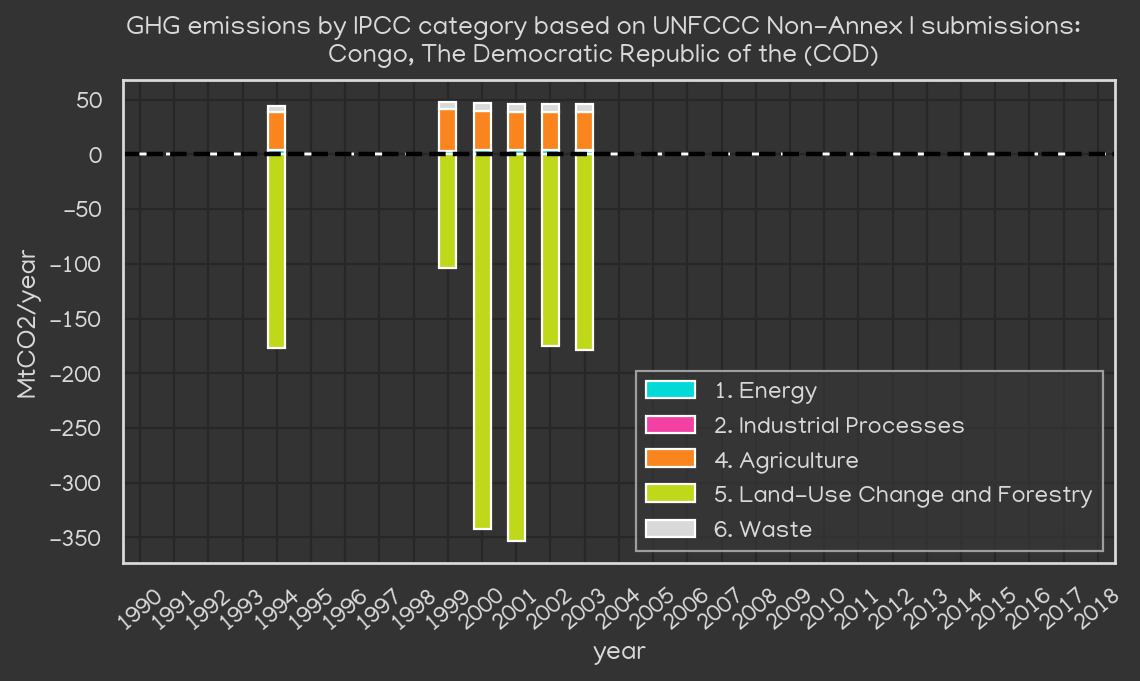 GHG emissions by IPCC category based on UNFCCC Non-Annex I submissions:
Congo, The Democratic Republic of the (COD)
MtCO2/year
50
0
-50
-100
-150
-200
-250
-300
-350
1. Energy
2. Industrial Processes
4. Agriculture
5. Land-Use Change and Forestry
6. Waste
1990 1991 1992 1993 1994 1995 1996 1997 1998 1999 2000 2001 2002 2003 2004 2005 2006 2007 2008 2009 2010 2011 2012 2013 2014 2015 2016 2017 2018
year